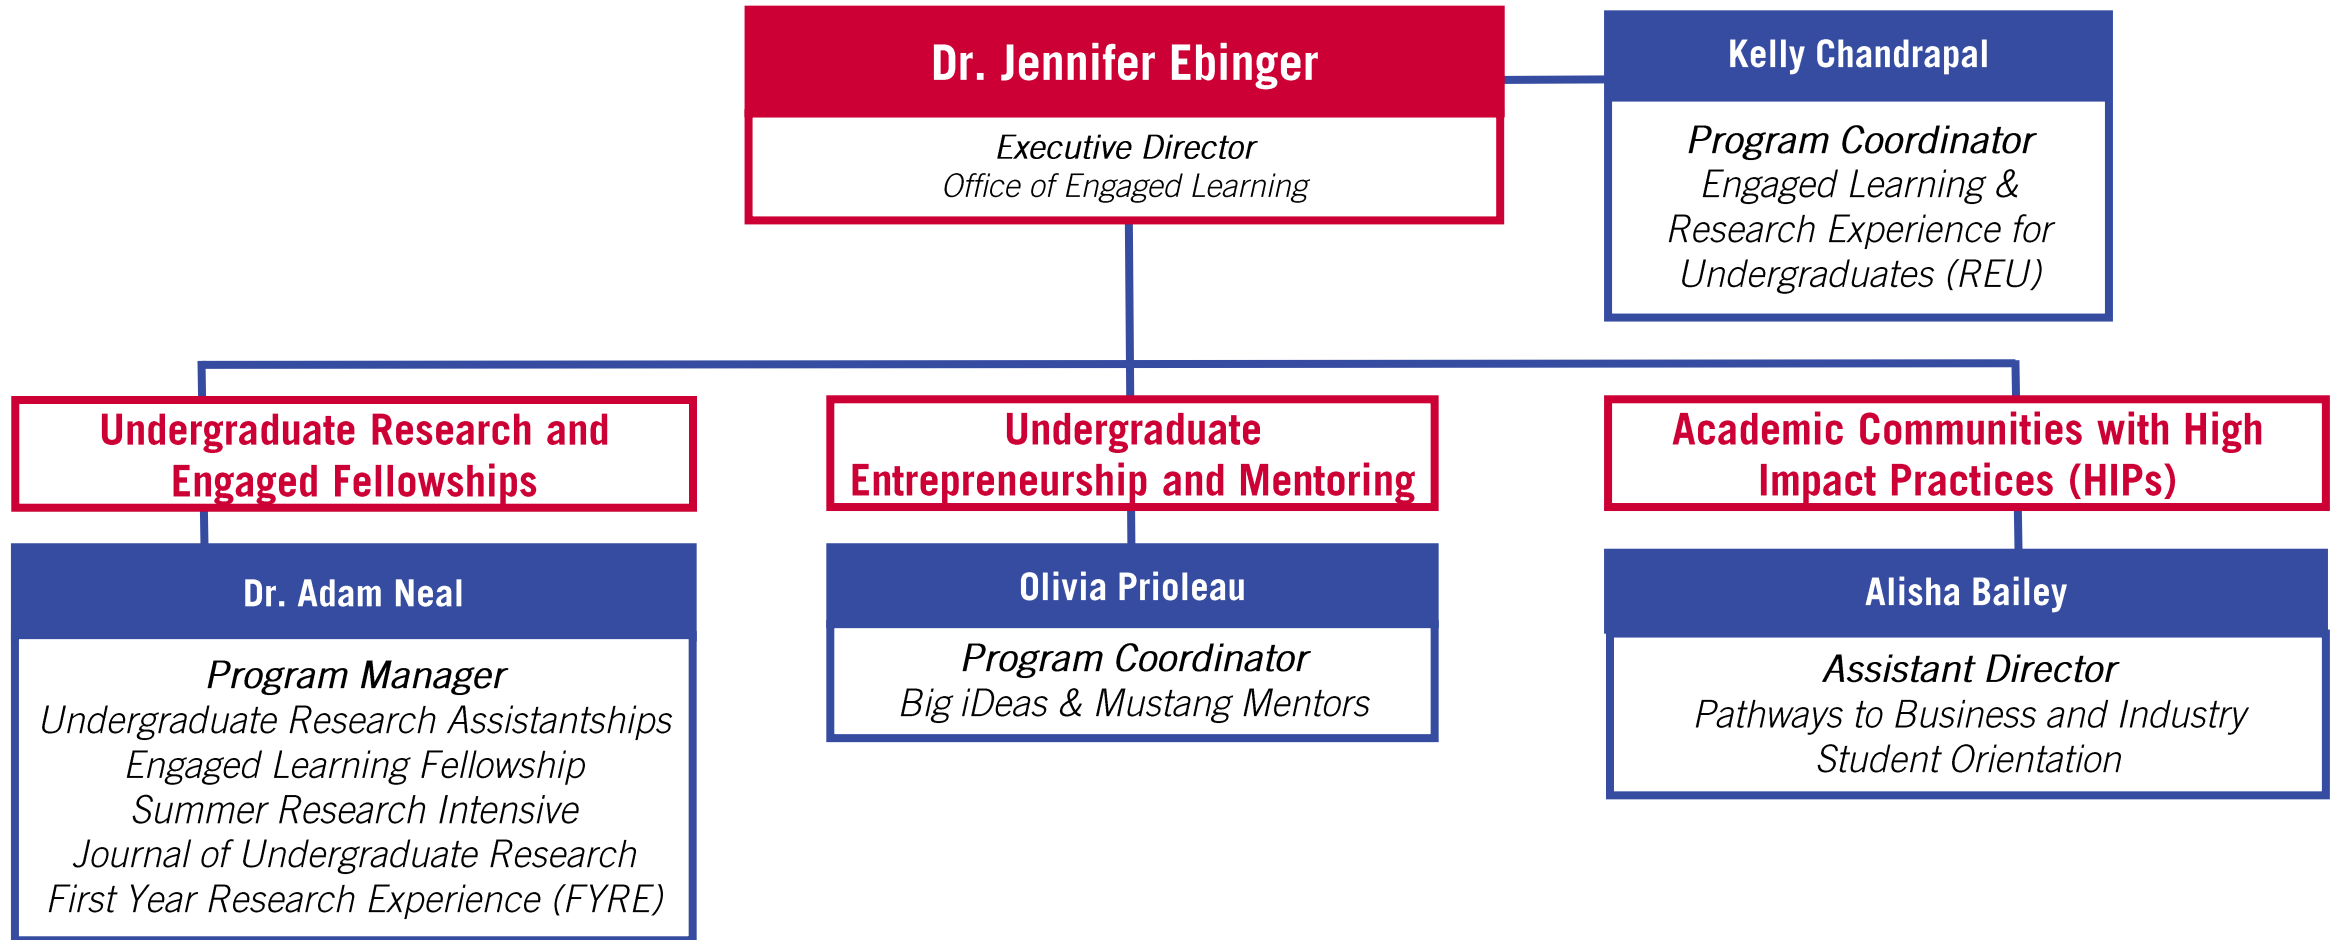 Dr. Jennifer Ebinger
Executive Director
Office of Engaged Learning
Kelly Chandrapal
Program Coordinator
Engaged Learning &
Research Experience for
Undergraduates (REU)
Undergraduate Research and
Engaged Fellowships
Dr. Adam Neal
Program Manager
Undergraduate Research Assistantships
Engaged Learning Fellowship
Summer Research Intensive
Journal of Undergraduate Research
First Year Research Experience (FYRE)
Undergraduate
Entrepreneurship and Mentoring
Olivia Prioleau
Program Coordinator
Big iDeas & Mustang Mentors
Academic Communities with High
Impact Practices (HIPs)
Alisha Bailey
Assistant Director
Pathways to Business and Industry
Student Orientation